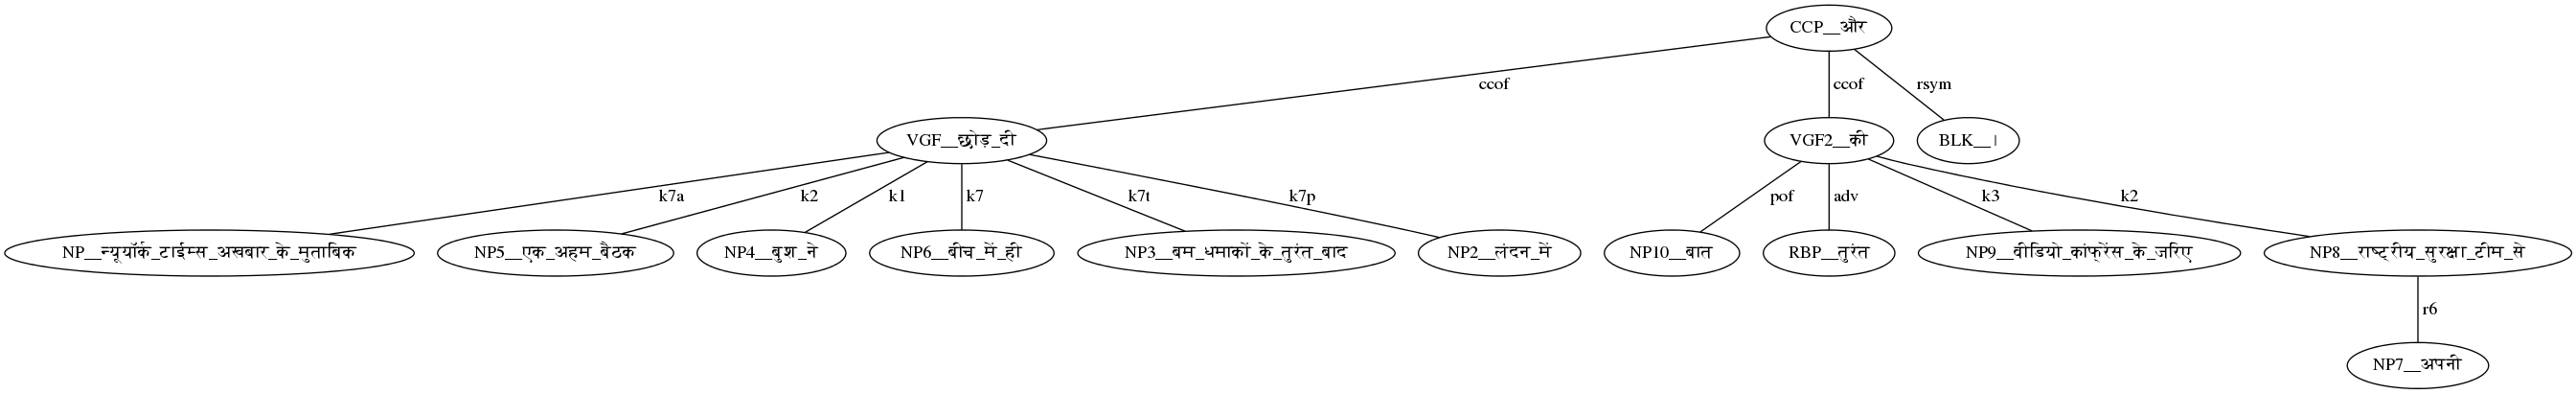 CCP__और
ccof ccof rsym
VGF__छोड़_दी VGF2__की BLK__।
k7a k2 k1 k7 k7t k7p pof adv k3 k2
NP__न्यूयॉर्क_टाईम्स_अखबार_के_मुताबिक NP5__एक_अहम_बैठक NP4__बुश_ने NP6__बीच_में_ही NP3__बम_धमाकों_के_तुरंत_बाद NP2__लंदन_में NP10__बात RBP__तुरंत NP9__वीडियो_कांफ्रेंस_के_जरिए NP8__राष्ट्रीय_सुरक्षा_टीम_से
r6
NP7__अपनी